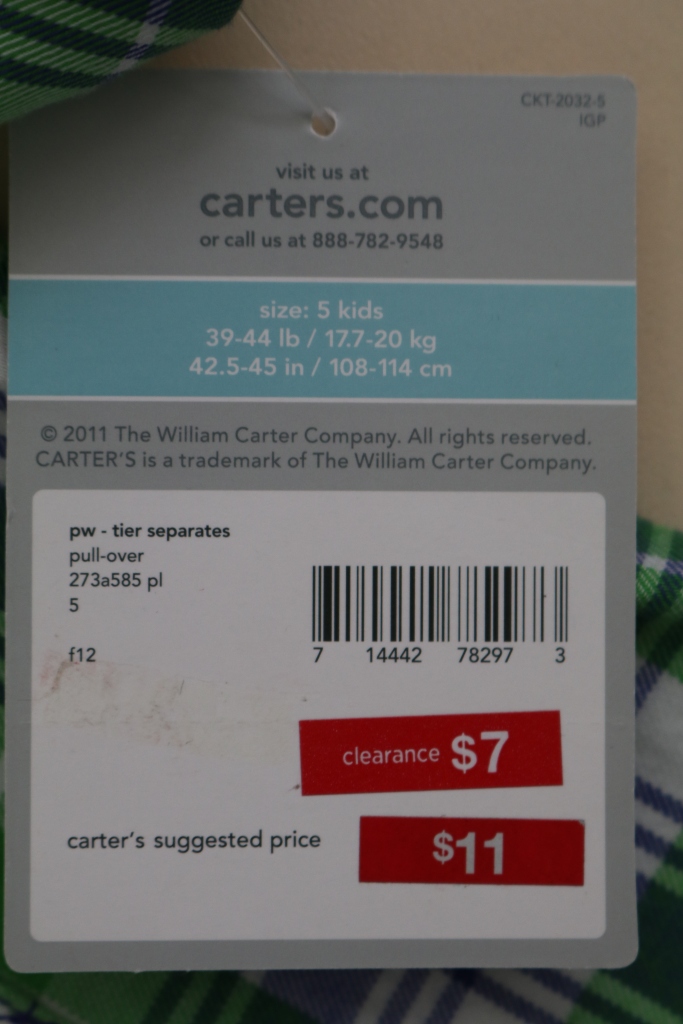 CKT-2032-5
IGP
visit us at
carters.com
or call us at 888-782-9548
size: 5 kids
39-44 lb / 17.7-20 kg
42.5-45 in / 108-114 cm
© 2011 The William Carter Company. All rights reserved.
CARTER'S is a trademark of The William Carter Company.
pw - tier separates
pull-over
273a585 pl
5
f12
7 14442 78297 3
clearance $7
carter's suggested price $11